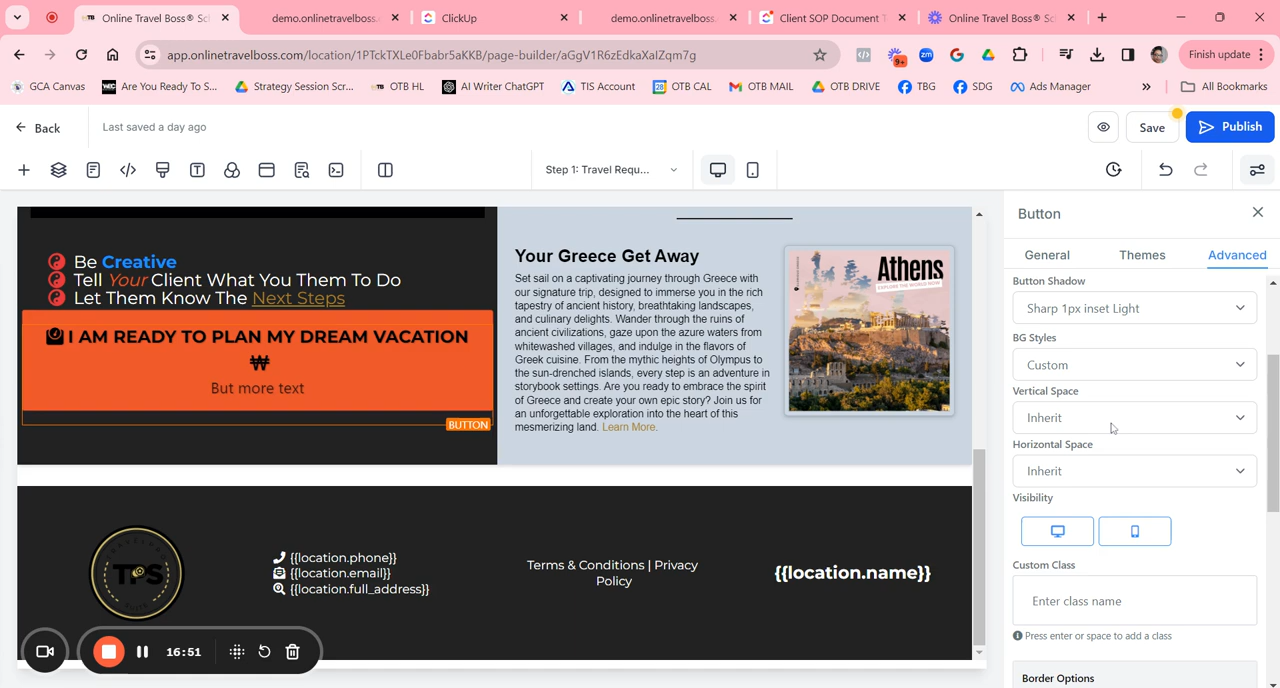 Online Travel Boss® Sc
demo.onlinetravelboss.
ClickUp
demo.onlinetravelboss.
Client SOP Document T
Online Travel Boss® Sc
app.onlinetravelboss.com/location/1PTckTXLe0Fbabr5aKKB/page-builder/aGgV1R6zEdkaXaIZqm7g
9+
zm
Finish update
GCA Canvas
WEC
Are You Ready To S...
Strategy Session Scr...
OTB HL
AI Writer ChatGPT
TIS Account
OTB CAL
OTB MAIL
OTB DRIVE
TBG
SDG
Ads Manager
All Bookmarks
Back
Last saved a day ago
Save
Publish
Step 1: Travel Requ...
Button
General
Themes
Advanced
Button Shadow
Sharp 1px inset Light
BG Styles
Custom
Vertical Space
Inherit
Horizontal Space
Inherit
Visibility
Custom Class
Enter class name
Press enter or space to add a class
Border Options
Be Creative
Tell Your Client What You Them To Do
Let Them Know The Next Steps
I AM READY TO PLAN MY DREAM VACATION
₩
But more text
BUTTON
Your Greece Get Away
Set sail on a captivating journey through Greece with
our signature trip, designed to immerse you in the rich
tapestry of ancient history, breathtaking landscapes,
and culinary delights. Wander through the ruins of
ancient civilizations, gaze upon the azure waters from
whitewashed villages, and indulge in the flavors of
Greek cuisine. From the mythic heights of Olympus to
the sun-drenched islands, every step is an adventure in
storybook settings. Are you ready to embrace the spirit
of Greece and create your own epic story? Join us for
an unforgettable exploration into the heart of this
mesmerizing land. Learn More.
Athens
EXPLORE THE WORLD NOW
TPS
{{location.phone}}
{{location.email}}
{{location.full_address}}
Terms & Conditions | Privacy
Policy
{{location.name}}
16:51